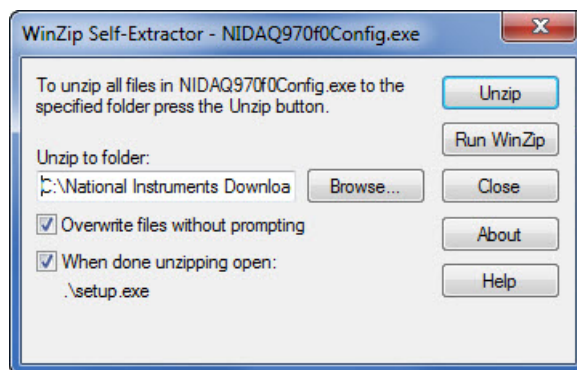 WinZip Self-Extractor - NIDAQ970f0Config.exe
To unzip all files in NIDAQ970f0Config.exe to the
specified folder press the Unzip button.
Unzip to folder:
C:\National Instruments Downloa
Browse...
Overwrite files without prompting
When done unzipping open:
.\setup.exe
Unzip
Run WinZip
Close
About
Help